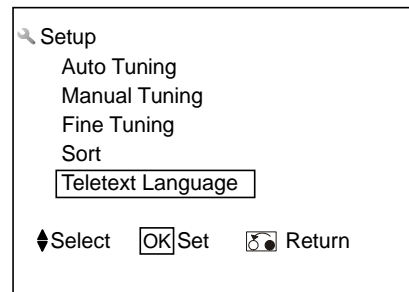 Setup
Auto Tuning
Manual Tuning
Fine Tuning
Sort
Teletext Language
Select OK Set Return